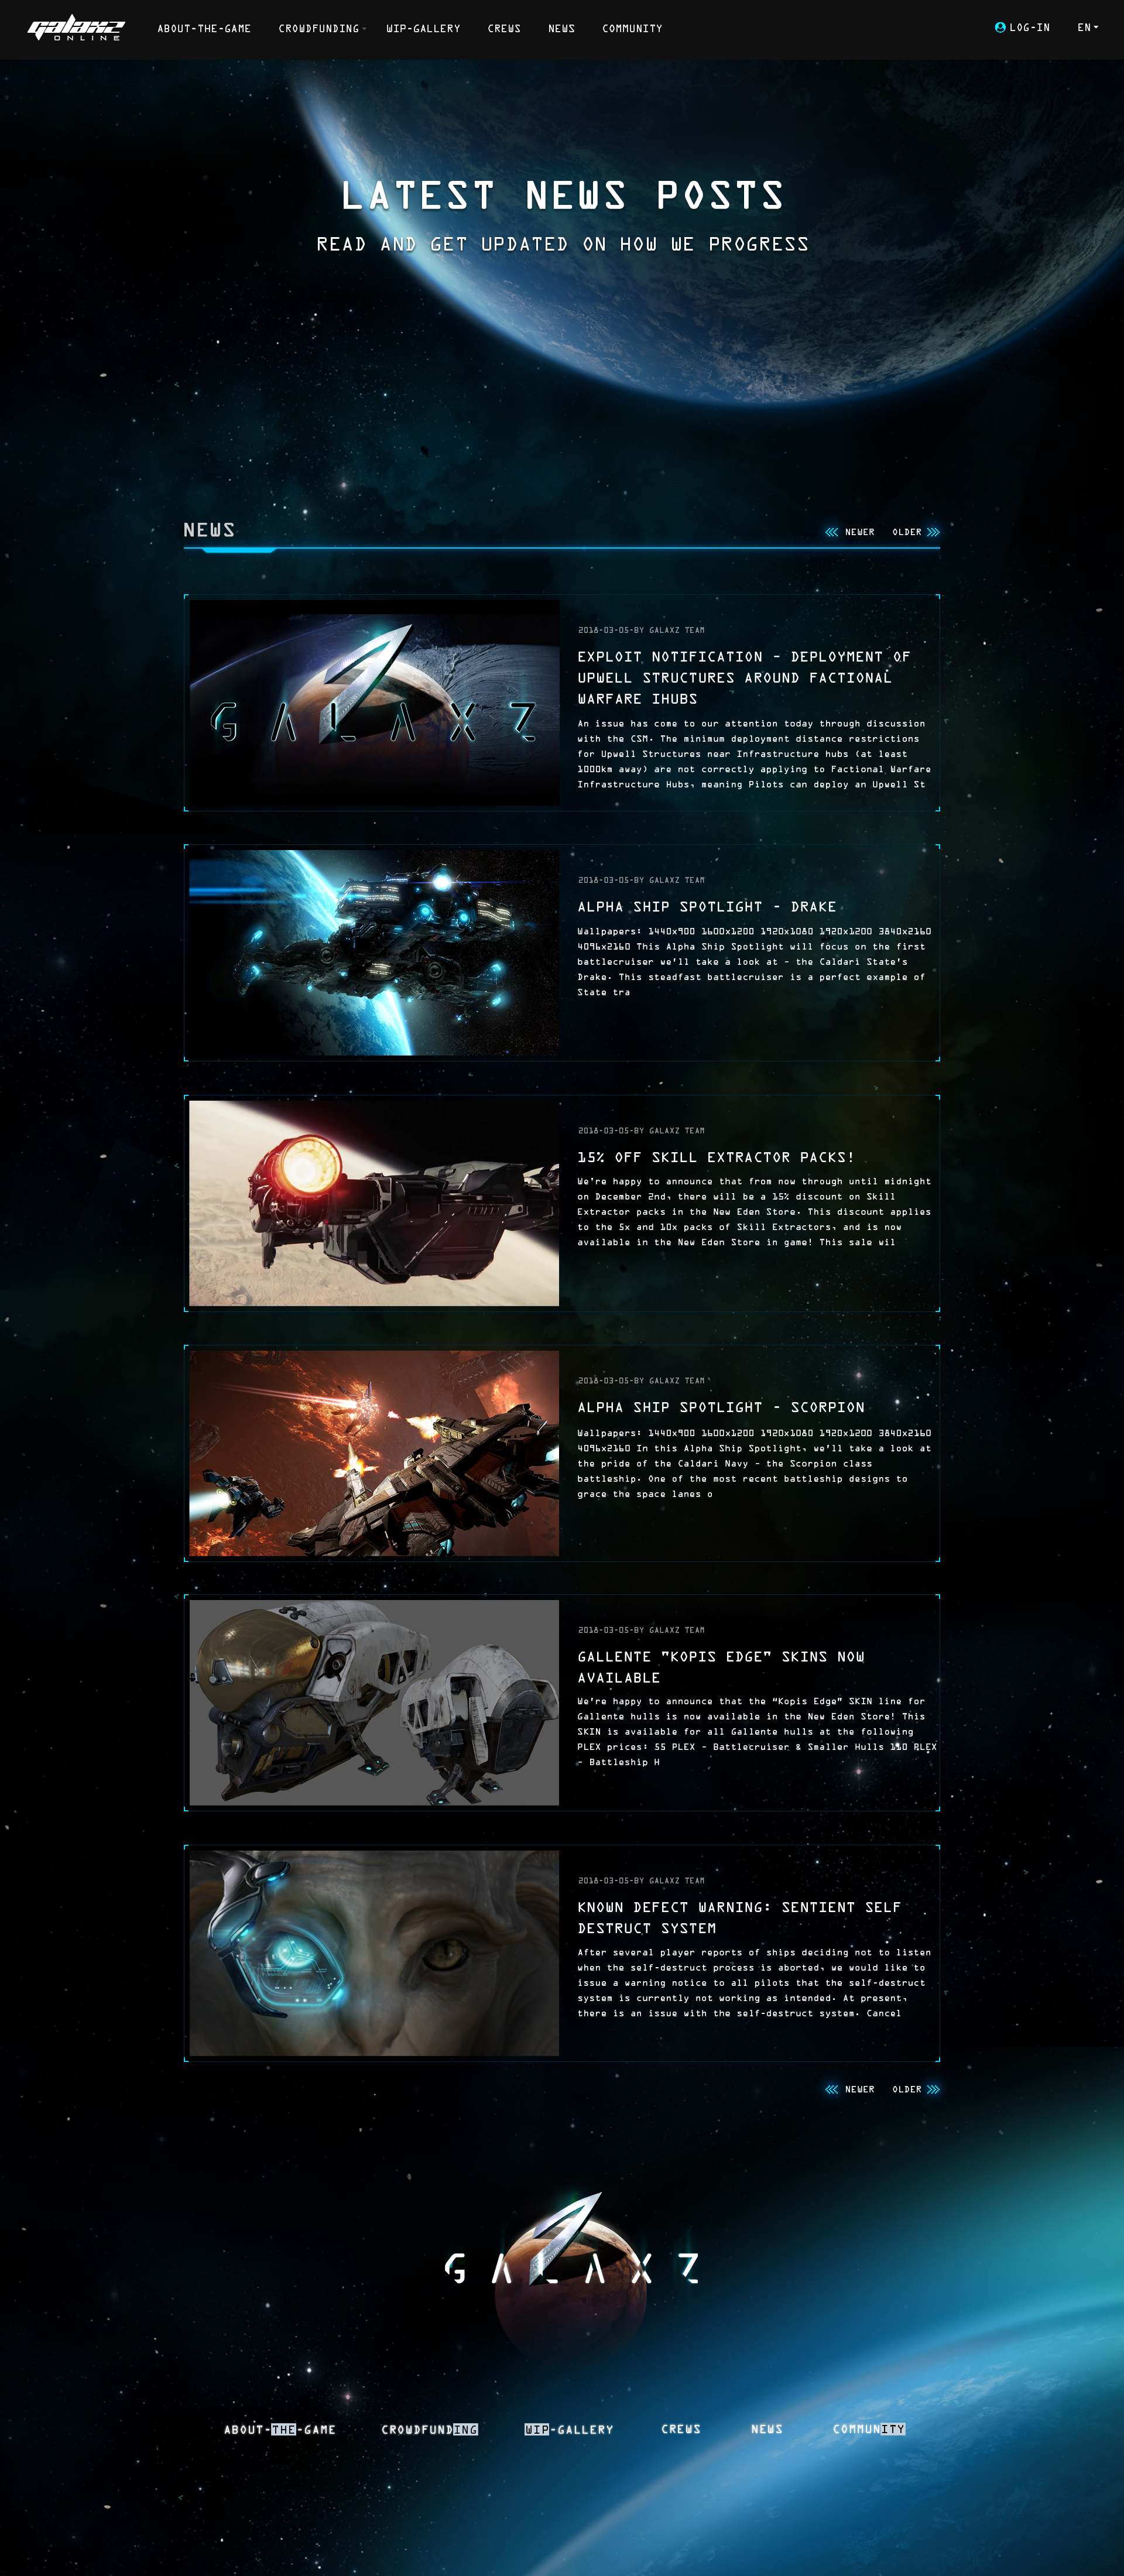 galaxz
ONLINE
ABOUT-THE-GAME CROWDFUNDING WIP-GALLERY CREWS NEWS COMMUNITY LOG-IN EN
LATEST NEWS POSTS
READ AND GET UPDATED ON HOW WE PROGRESS
NEWS NEWER OLDER
GALAXZ
2018-03-05-BY GALAXZ TEAM
EXPLOIT NOTIFICATION - DEPLOYMENT OF
UPWELL STRUCTURES AROUND FACTIONAL
WARFARE IHUBS
An issue has come to our attention today through discussion
with the CSM. The minimum deployment distance restrictions
for Upwell Structures near Infrastructure hubs (at least
1000km away) are not correctly applying to Factional Warfare
Infrastructure Hubs, meaning Pilots can deploy an Upwell St
2018-03-05-BY GALAXZ TEAM
ALPHA SHIP SPOTLIGHT - DRAKE
Wallpapers: 1440x900 1600x1200 1920x1080 1920x1200 3840x2160
4096x2160 This Alpha Ship Spotlight will focus on the first
battlecruiser we'll take a look at - the Caldari State's
Drake. This steadfast battlecruiser is a perfect example of
State tra
2018-03-05-BY GALAXZ TEAM
15% OFF SKILL EXTRACTOR PACKS!
We're happy to announce that from now through until midnight
on December 2nd, there will be a 15% discount on Skill
Extractor packs in the New Eden Store. This discount applies
to the 5x and 10x packs of Skill Extractors, and is now
available in the New Eden Store in game! This sale wil
2018-03-05-BY GALAXZ TEAM
ALPHA SHIP SPOTLIGHT - SCORPION
Wallpapers: 1440x900 1600x1200 1920x1080 1920x1200 3840x2160
4096x2160 In this Alpha Ship Spotlight, we'll take a look at
the pride of the Caldari Navy - the Scorpion class
battleship. One of the most recent battleship designs to
grace the space lanes o
2018-03-05-BY GALAXZ TEAM
GALLENTE "KOPIS EDGE" SKINS NOW
AVAILABLE
We're happy to announce that the “Kopis Edge” SKIN line for
Gallente hulls is now available in the New Eden Store! This
SKIN is available for all Gallente hulls at the following
PLEX prices: 55 PLEX - Battlecruiser & Smaller Hulls 110 PLEX
- Battleship H
2018-03-05-BY GALAXZ TEAM
KNOWN DEFECT WARNING: SENTIENT SELF
DESTRUCT SYSTEM
After several player reports of ships deciding not to listen
when the self-destruct process is aborted, we would like to
issue a warning notice to all pilots that the self-destruct
system is currently not working as intended. At present,
there is an issue with the self-destruct system. Cancel
NEWER OLDER
GALAXZ
ABOUT-THE-GAME CROWDFUNDING WIP-GALLERY CREWS NEWS COMMUNITY